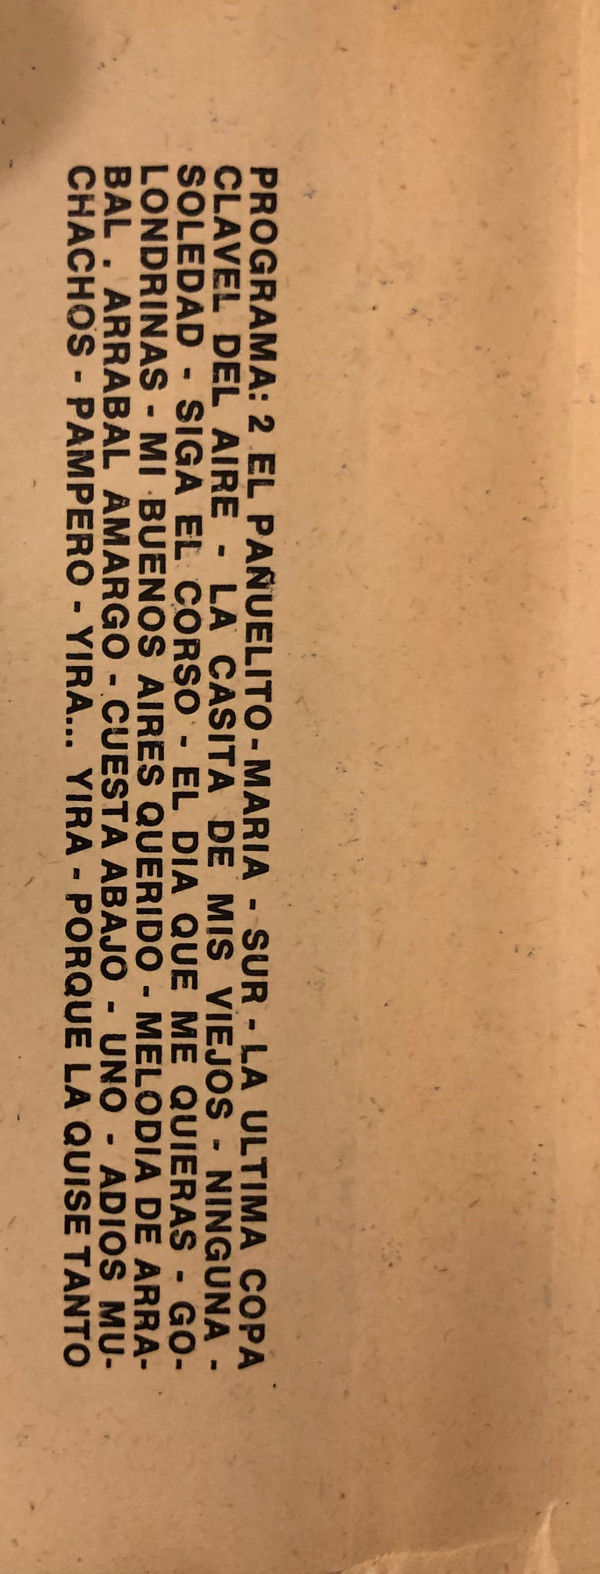 PROGRAMA: 2 EL PAÑUELITO - MARIA - SUR - LA ULTIMA COPA
CLAVEL DEL AIRE - LA CASITA DE MIS VIEJOS - NINGUNA -
SOLEDAD - SIGA EL CORSO - EL DIA QUE ME QUIERAS - GO-
LONDRINAS - MI BUENOS AIRES QUERIDO - MELODIA DE ARRA-
BAL . ARRABAL AMARGO - CUESTA ABAJO - UNO - ADIOS MU-
CHACHOS - PAMPERO - YIRA... YIRA - PORQUE LA QUISE TANTO